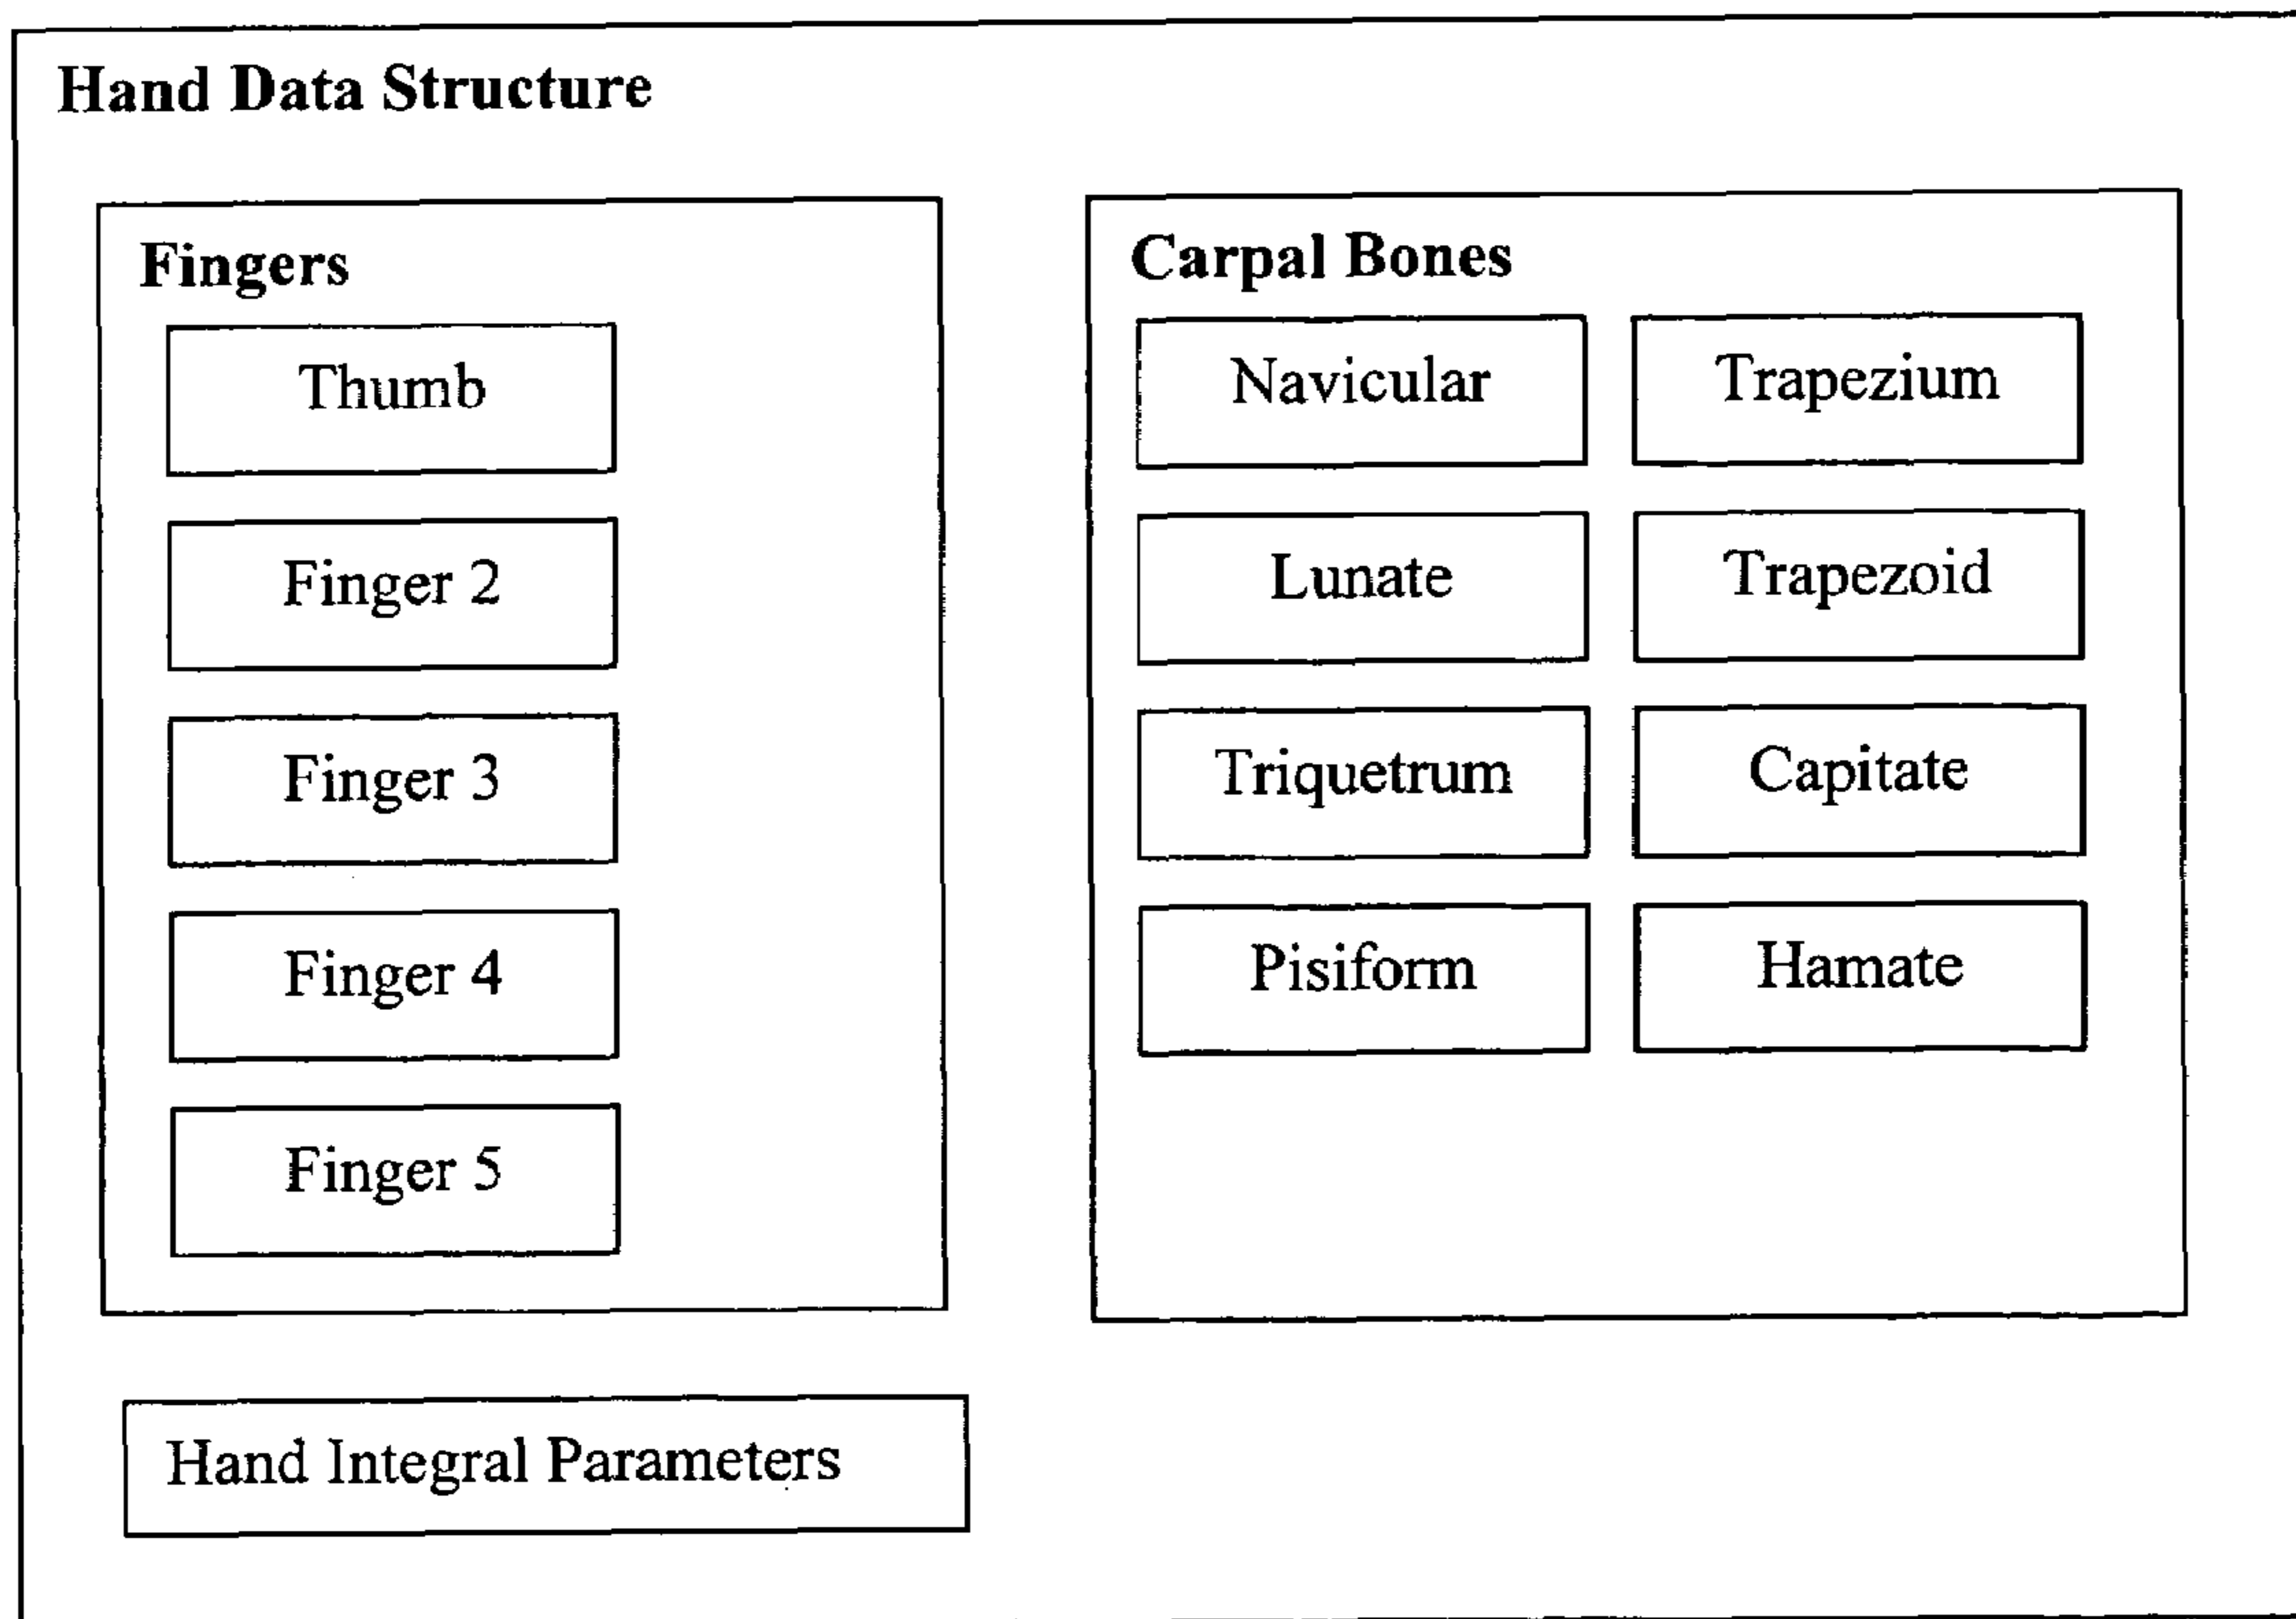 Hand Data Structure
Fingers
Thumb
Finger 2
Finger 3
Finger 4
Finger 5
Carpal Bones
Navicular
Trapezium
Lunate
Trapezoid
Triquetrum
Capitate
Pisiform
Hamate
Hand Integral Parameters